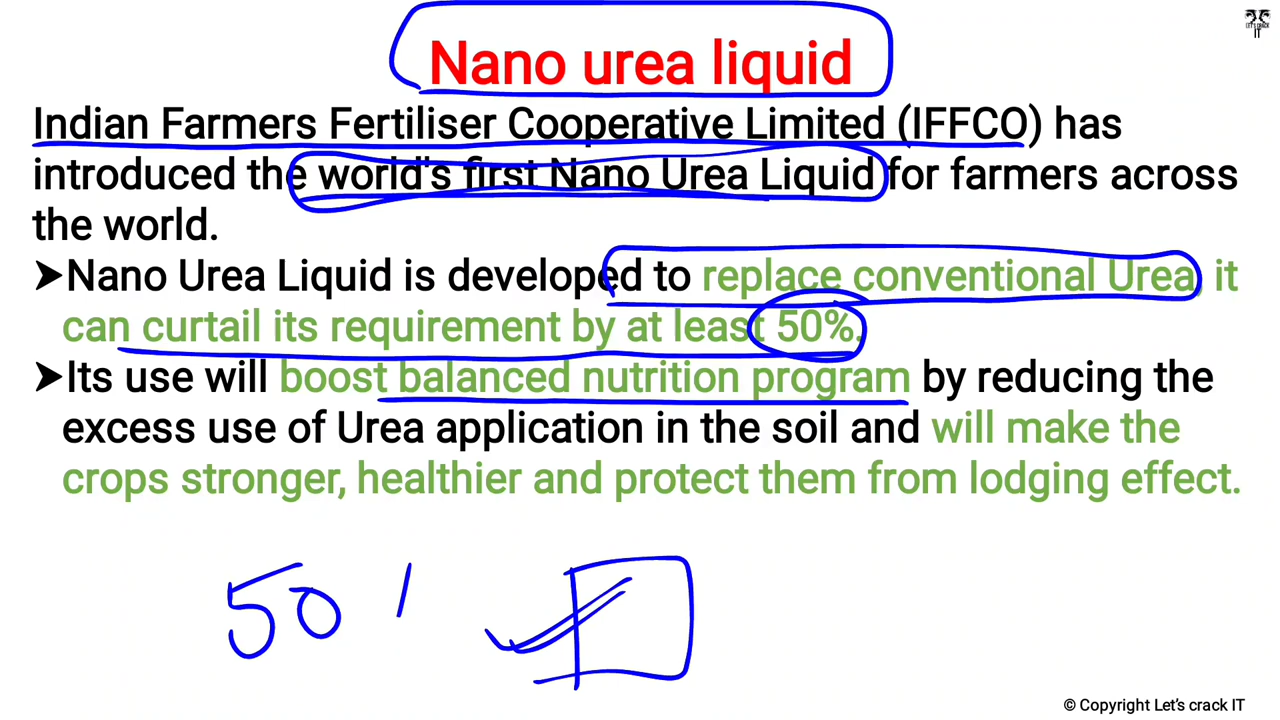 LET'S CRACK
IT
Nano urea liquid
Indian Farmers Fertiliser Cooperative Limited (IFFCO) has
introduced the world's first Nano Urea Liquid for farmers across
the world.
➤Nano Urea Liquid is developed to replace conventional Urea, it
can curtail its requirement by at least 50%.
➤Its use will boost balanced nutrition program by reducing the
excess use of Urea application in the soil and will make the
crops stronger, healthier and protect them from lodging effect.
50
© Copyright Let's crack IT